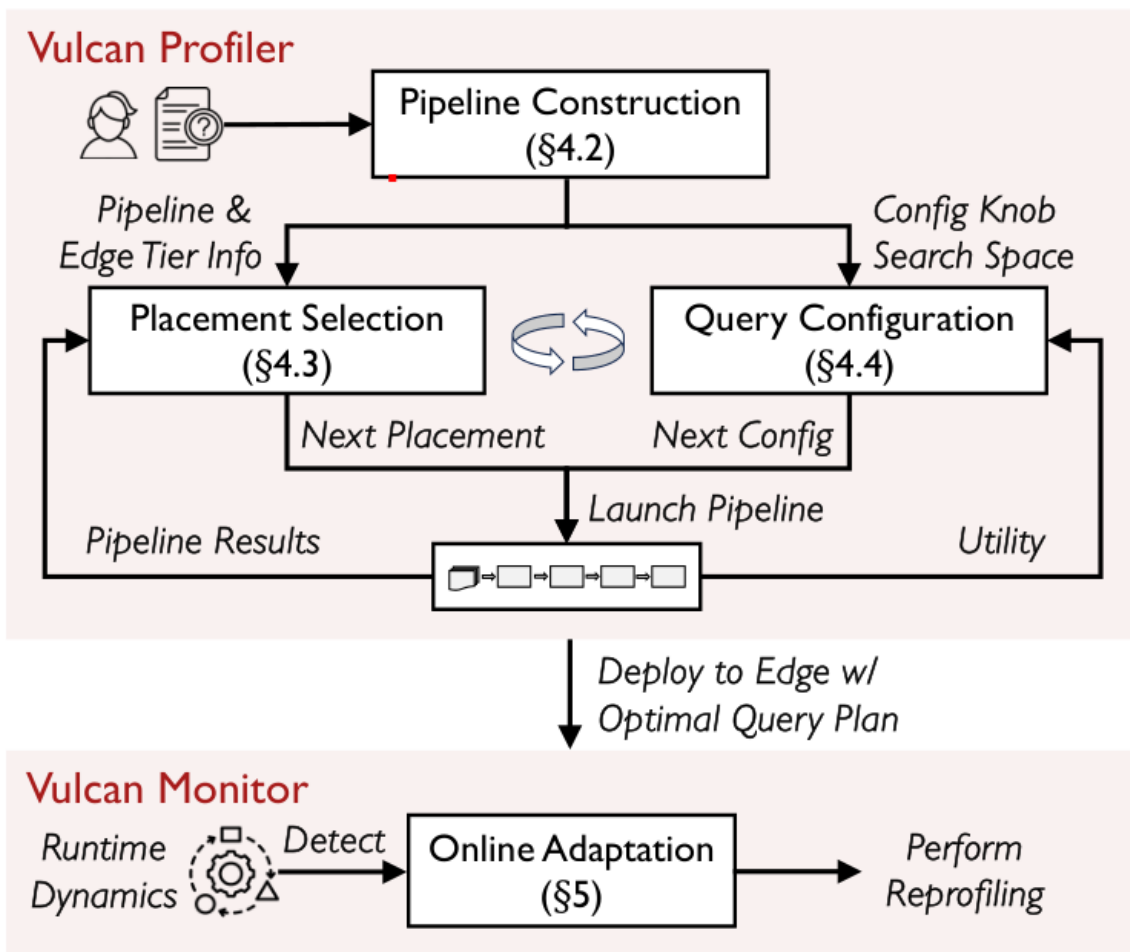 Vulcan Profiler
?
Pipeline Construction
(§4.2)
Pipeline &
Edge Tier Info
Config Knob
Search Space
Placement Selection
(§4.3)
Query Configuration
(§4.4)
Next Placement
Next Config
Launch Pipeline
Pipeline Results
Utility
Deploy to Edge w/
Optimal Query Plan
Vulcan Monitor
Runtime
Dynamics
Detect
Online Adaptation
(§5)
Perform
Reprofiling